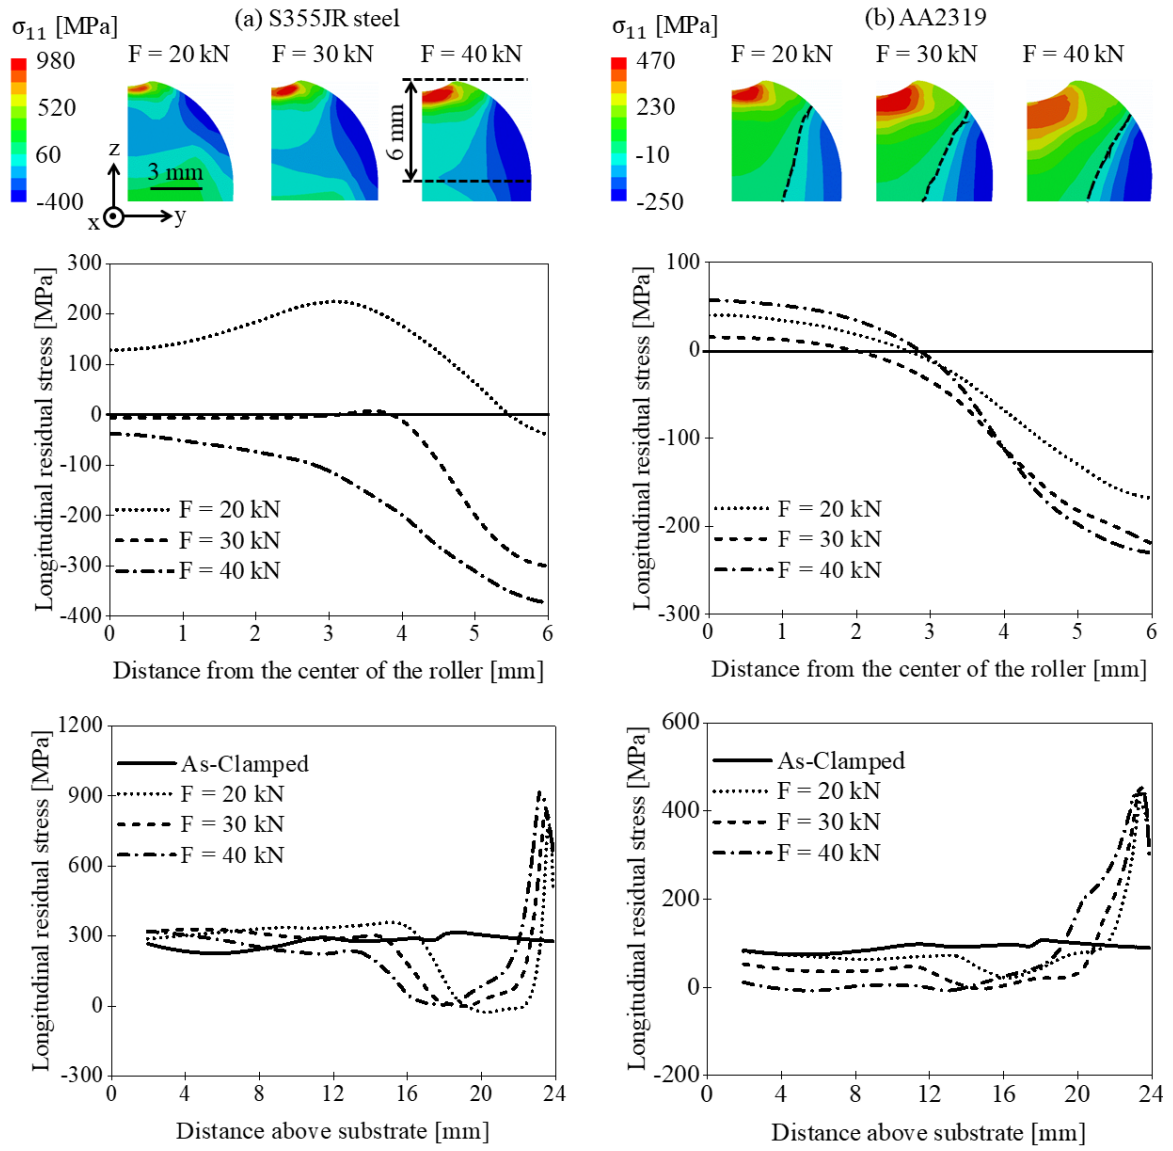 σ₁₁ [MPa]
(a) S355JR steel
F = 20 kN
F = 30 kN
F = 40 kN
980
520
60
-400
z
x
y
3 mm
6 mm
σ₁₁ [MPa]
(b) AA2319
F = 20 kN
F = 30 kN
F = 40 kN
470
230
-10
-250
Longitudinal residual stress [MPa]
300
200
100
0
-100
-200
-300
-400
F = 20 kN
F = 30 kN
F = 40 kN
0 1 2 3 4 5 6
Distance from the center of the roller [mm]
Longitudinal residual stress [MPa]
100
0
-100
-200
-300
F = 20 kN
F = 30 kN
F = 40 kN
0 1 2 3 4 5 6
Distance from the center of the roller [mm]
Longitudinal residual stress [MPa]
1200
900
600
300
0
-300
As-Clamped
F = 20 kN
F = 30 kN
F = 40 kN
0 4 8 12 16 20 24
Distance above substrate [mm]
Longitudinal residual stress [MPa]
600
400
200
0
-200
As-Clamped
F = 20 kN
F = 30 kN
F = 40 kN
0 4 8 12 16 20 24
Distance above substrate [mm]